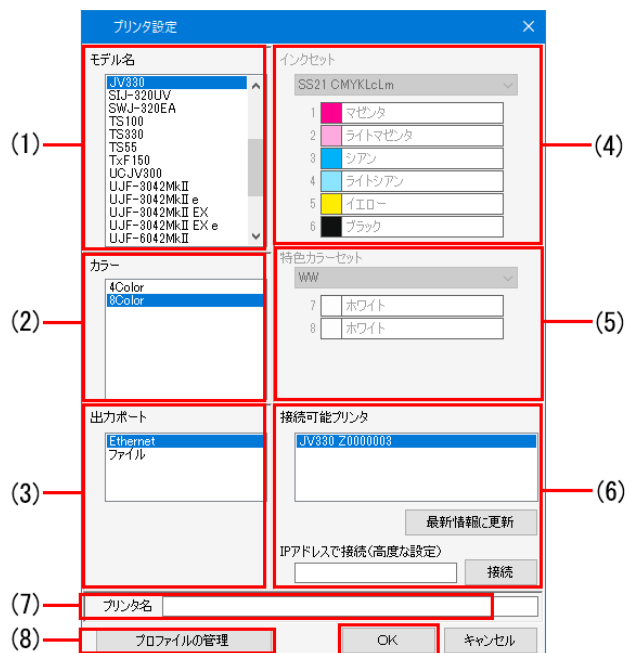 プリンタ設定
モデル名
JV330
SIJ-320UV
SWJ-320EA
TS100
TS330
TS55
TxF150
UCJV300
UJF-3042MkⅡ
UJF-3042MkⅡ e
UJF-3042MkⅡ EX
UJF-3042MkⅡ EX e
UJF-6042MkⅡ
(1)
インクセット
SS21 CMYKLcLm
1 マゼンタ
2 ライトマゼンタ
3 シアン
4 ライトシアン
5 イエロー
6 ブラック
(4)
カラー
4Color
8Color
(2)
特色カラーセット
WW
7 ホワイト
8 ホワイト
(5)
出力ポート
Ethernet
ファイル
(3)
接続可能プリンタ
JV330 Z0000003
最新情報に更新
IPアドレスで接続(高度な設定)
接続
(6)
(7)
プリンタ名
(8)
プロファイルの管理
OK
キャンセル